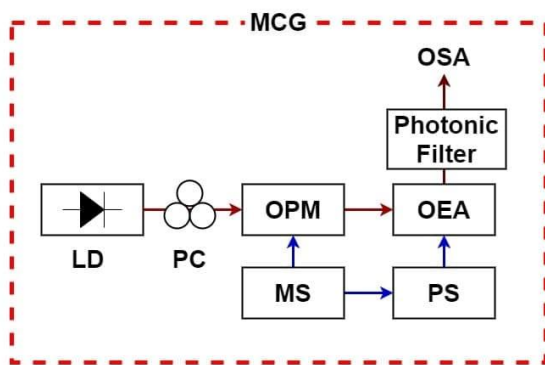 MCG
OSA
Photonic
Filter
OPM
OEA
LD
PC
MS
PS